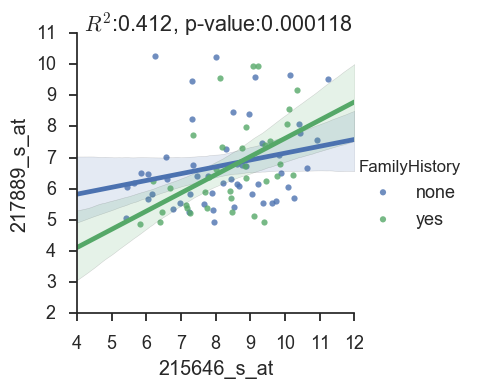 R²:0.412, p-value:0.000118
11
10
9
8
7
6
5
4
3
2
217889_s_at
4 5 6 7 8 9 10 11 12
215646_s_at
FamilyHistory
none
yes